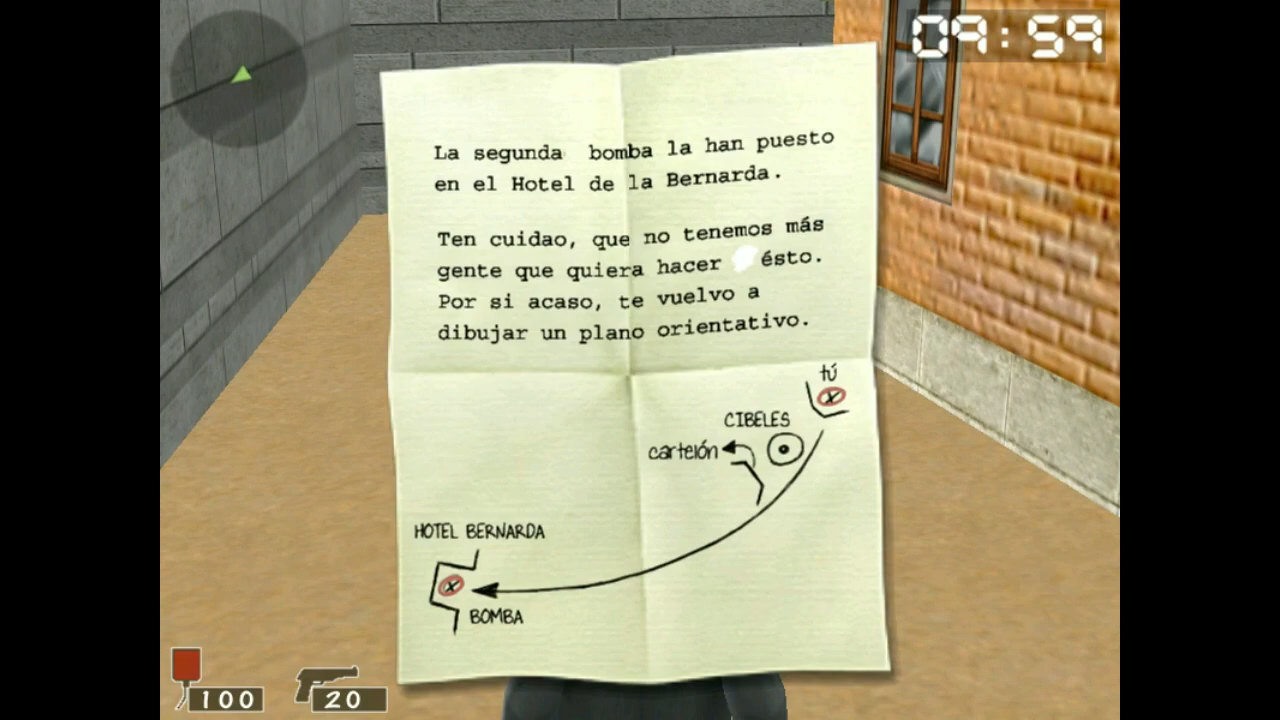 09:59
La segunda bomba la han puesto
en el Hotel de la Bernarda.
Ten cuidao, que no tenemos más
gente que quiera hacer ésto.
Por si acaso, te vuelvo a
dibujar un plano orientativo.
tú
CIBELES
cartelón
HOTEL BERNARDA
BOMBA
100
20